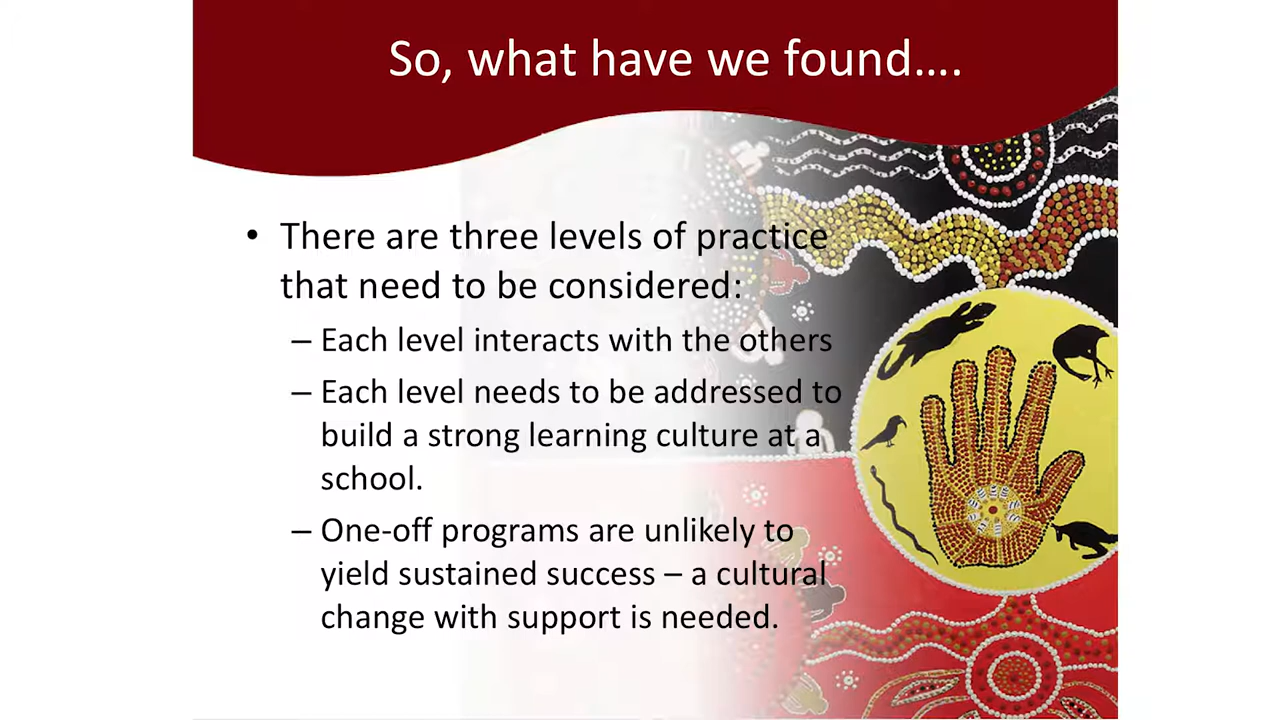 So, what have we found....
• There are three levels of practice
that need to be considered:
– Each level interacts with the others
– Each level needs to be addressed to
build a strong learning culture at a
school.
– One-off programs are unlikely to
yield sustained success – a cultural
change with support is needed.